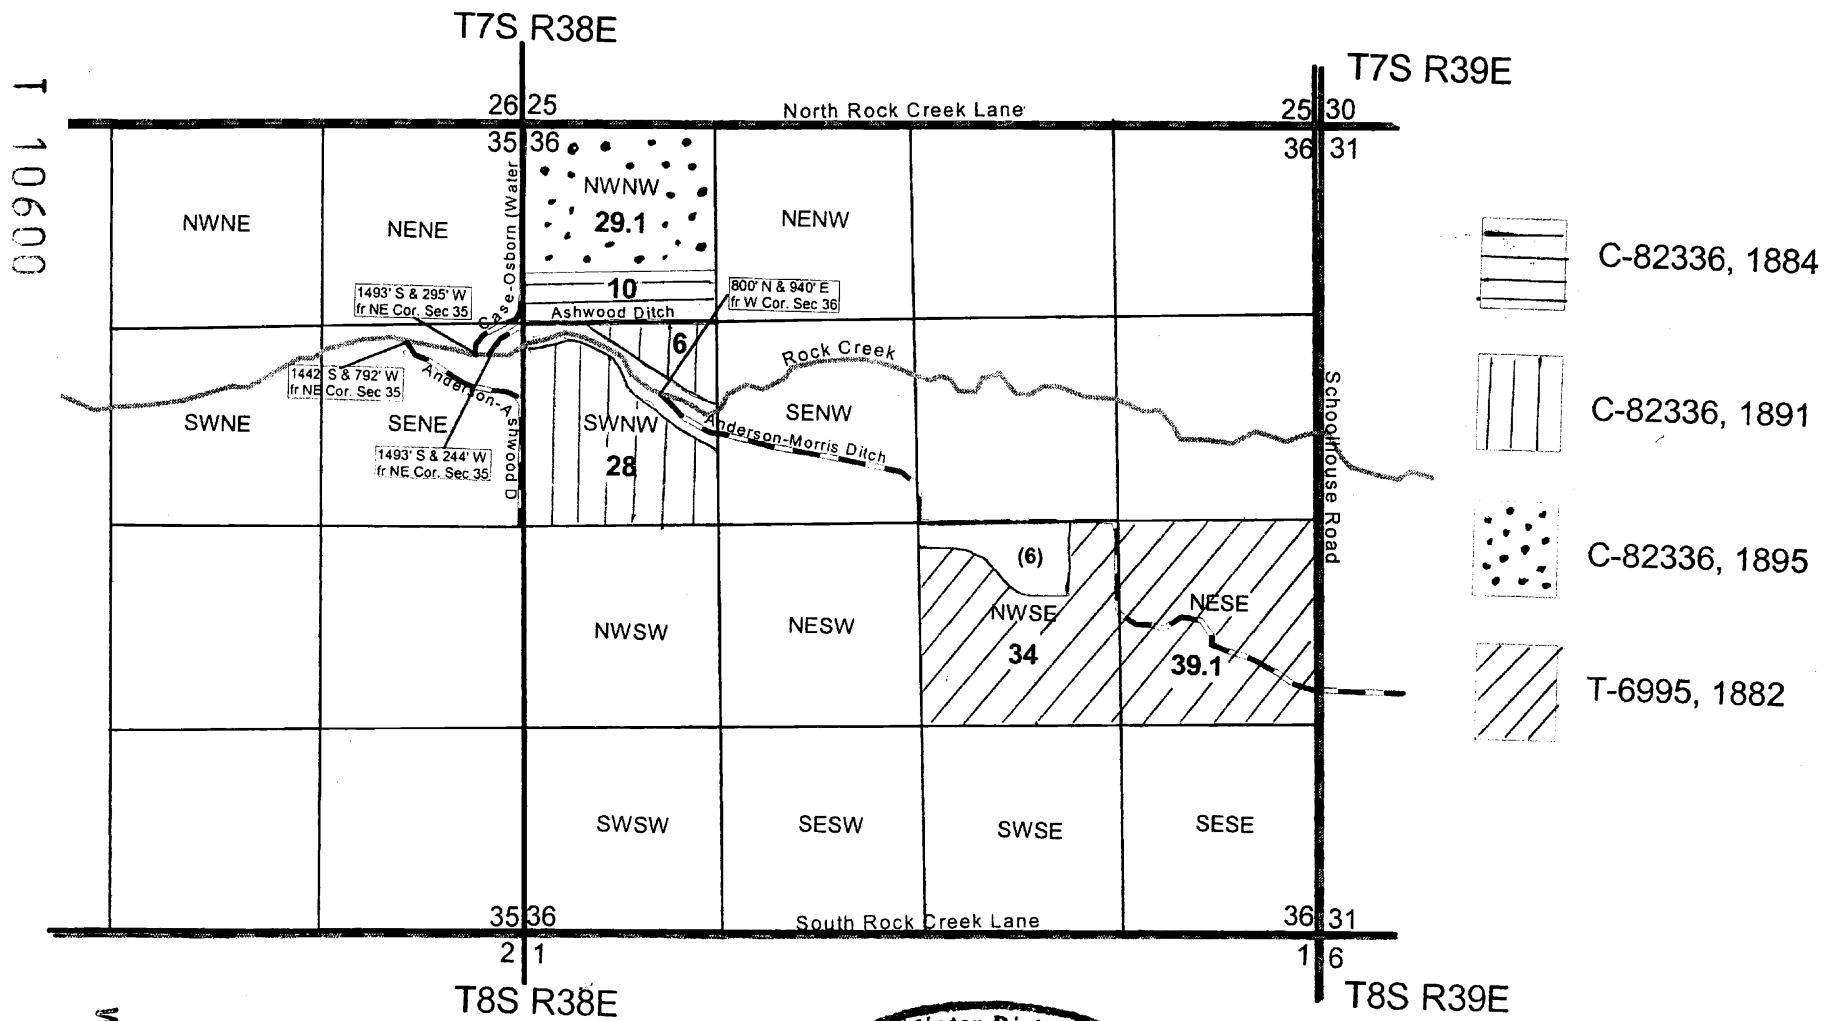 T7S R38E
T7S R39E
T 10600
26 25
North Rock Creek Lane
25 30
35 36
36 31
NWNW
29.1
NWNE
NENE
NENW
Case-Osborn (Water
10
1493' S & 295' W
fr NE Cor. Sec 35
800' N & 940' E
fr W Cor. Sec 36
Ashwood Ditch
6
Rock Creek
1442' S & 792' W
fr NE Cor. Sec 35
Anderson-Ashwood D
SWNE
SENE
SWNW
SENW
Anderson-Morris Ditch
28
1493' S & 244' W
fr NE Cor. Sec 35
Schoolhouse Road
(6)
NWSE
34
NESE
39.1
NWSW
NESW
SWSW
SESW
SWSE
SESE
35 36
South Rock Creek Lane
36 31
2 1
1 6
T8S R38E
T8S R39E
C-82336, 1884
C-82336, 1891
C-82336, 1895
T-6995, 1882